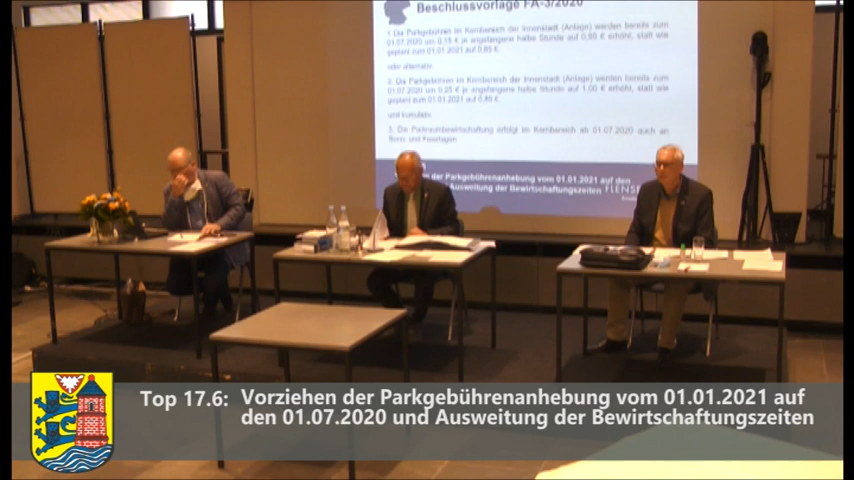 Beschlussvorlage FA-3/2020
1. Die Parkgebühren im Kernbereich der Innenstadt (Anlage) werden bereits zum
01.07.2020 um 0,15 € je angefangene halbe Stunde auf 0,80 € erhöht, statt wie
geplant zum 01.01.2021 auf 0,85 €.
oder alternativ
2. Die Parkgebühren im Kernbereich der Innenstadt (Anlage) werden bereits zum
01.07.2020 um 0,25 € je angefangene halbe Stunde auf 1,00 € erhöht, statt wie
geplant zum 01.01.2021 auf 0,85 €.
und kumulativ
3. Die Parkraumbewirtschaftung erfolgt im Kernbereich ab 01.07.2020 auch an
Sonn- und Feiertagen
der Parkgebührenanhebung vom 01.01.2021 auf den
Ausweitung der Bewirtschaftungszeiten FLENSB
Top 17.6: Vorziehen der Parkgebührenanhebung vom 01.01.2021 auf
den 01.07.2020 und Ausweitung der Bewirtschaftungszeiten